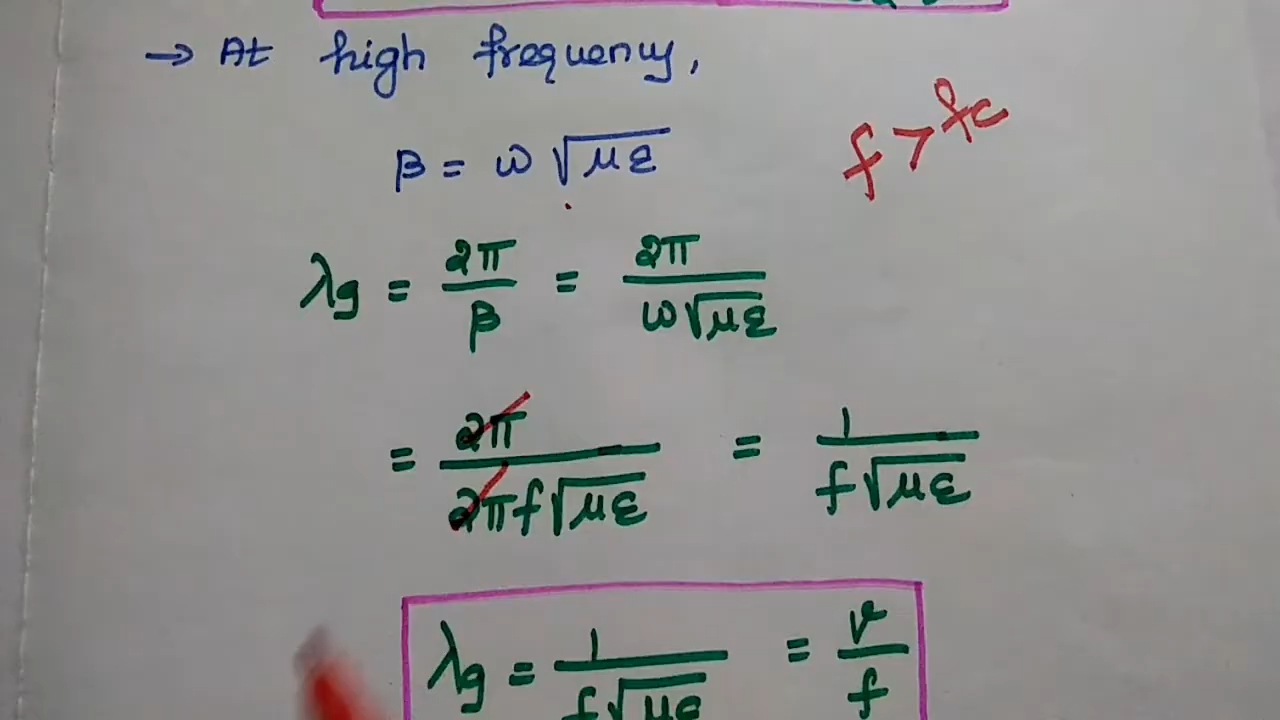 → At high frequency,
f > fc
β = ω √με
λg = 2π/β = 2π/ω√με
= 2π/2πf√με = 1/f√με
λg = 1/f√με = v/f